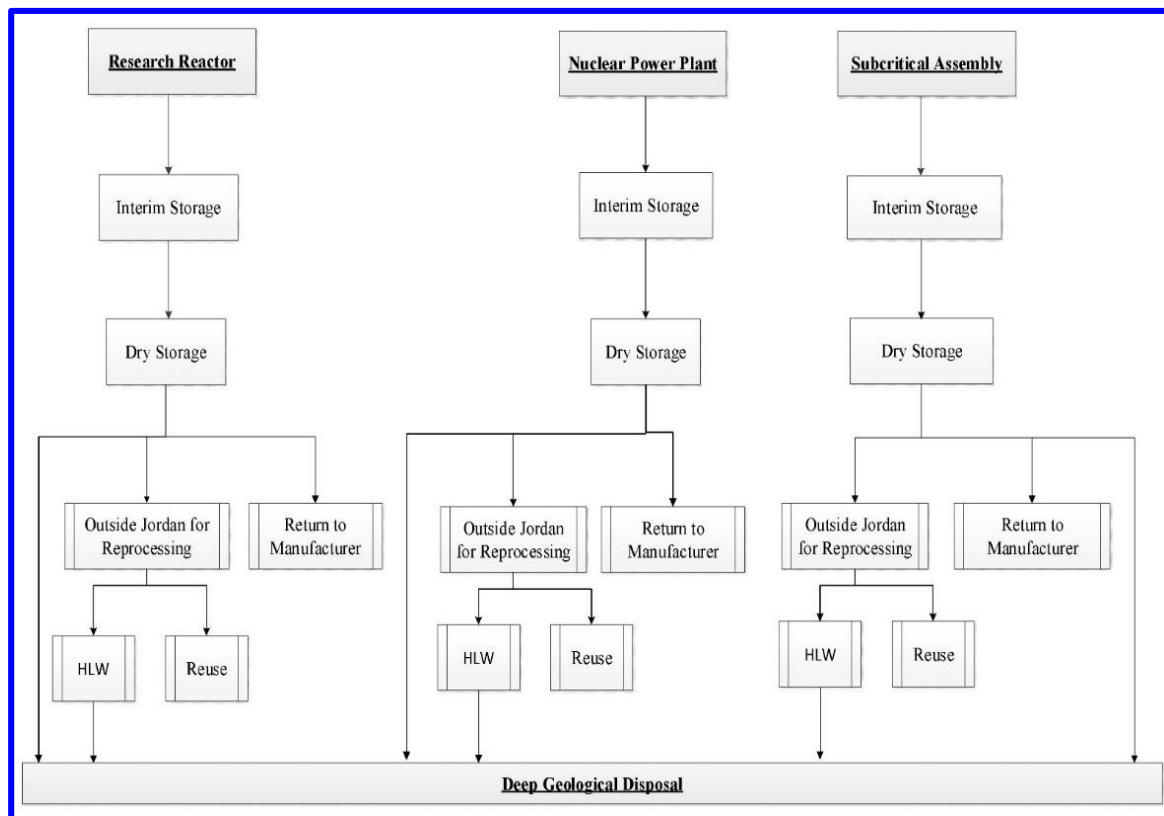 Research Reactor
Nuclear Power Plant
Subcritical Assembly
Interim Storage
Interim Storage
Interim Storage
Dry Storage
Dry Storage
Dry Storage
Outside Jordan for
Reprocessing
Return to
Manufacturer
Outside Jordan
for Reprocessing
Return to
Manufacturer
Outside Jordan
for Reprocessing
Return to
Manufacturer
HLW
Reuse
HLW
Reuse
HLW
Reuse
Deep Geological Disposal